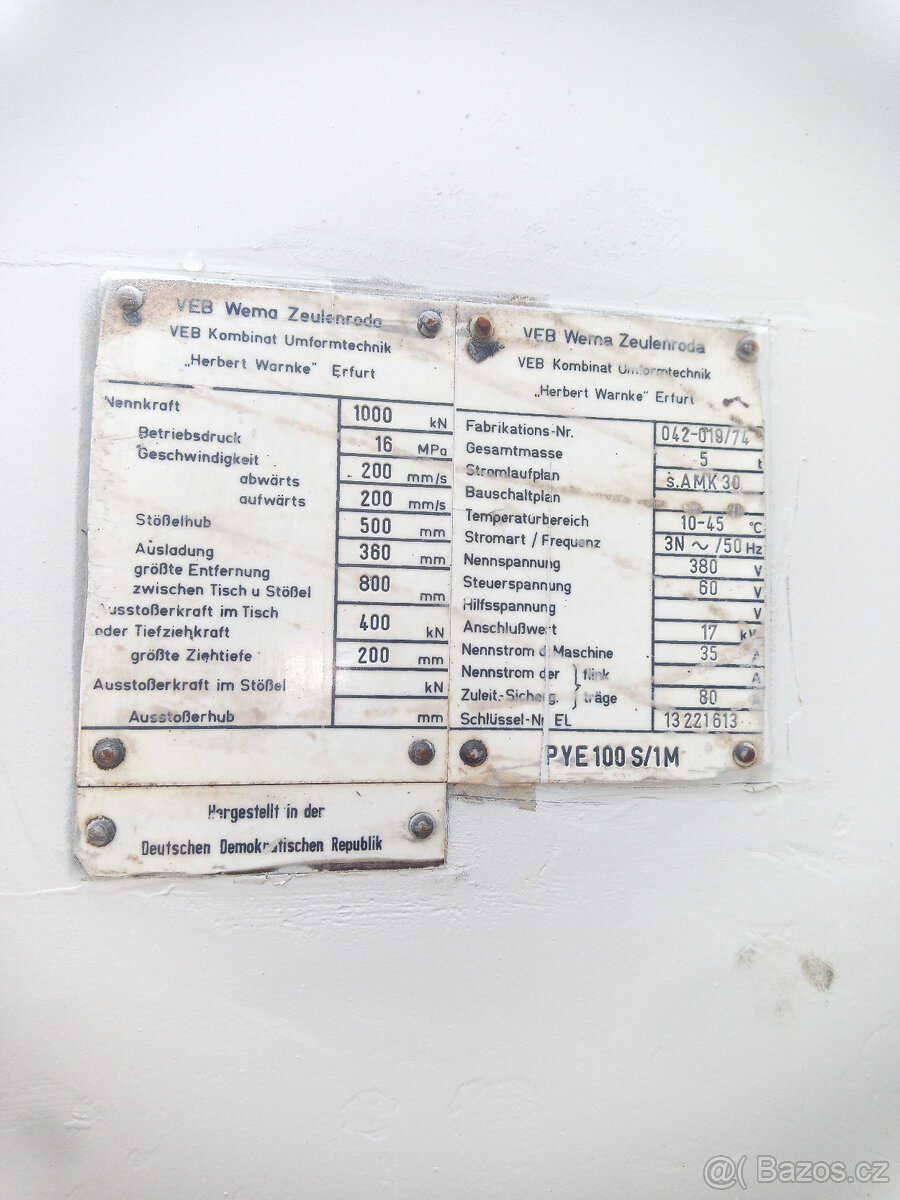 VEB Wema Zeulenroda
VEB Kombinat Umformtechnik
„Herbert Warnke" Erfurt
Nennkraft 1000 kN
Betriebsdruck 16 MPa
Geschwindigkeit
abwärts 200 mm/s
aufwärts 200 mm/s
Stößelhub 500 mm
Ausladung 360 mm
größte Entfernung
zwischen Tisch u Stößel 800 mm
Ausstoßerkraft im Tisch
oder Tiefziehkraft 400 kN
größte Ziehtiefe 200 mm
Ausstoßerkraft im Stößel kN
Ausstoßerhub mm
Hergestellt in der
Deutschen Demokratischen Republik
VEB Wema Zeulenroda
VEB Kombinat Umformtechnik
„Herbert Warnke" Erfurt
Fabrikations-Nr. 042-019/74
Gesamtmasse 5 t
Stromlaufplan s.AMK 30
Bauschaltplan
Temperaturbereich 10-45 °C
Stromart / Frequenz 3N ~ /50 Hz
Nennspannung 380 V
Steuerspannung 60 V
Hilfsspannung V
Anschlußwert 17 kW
Nennstrom d Maschine 35 A
Nennstrom der flink A
Zuleit.-Sicherg. träge 80 A
Schlüssel-Nr EL 13 221 613
PYE 100 S/1M
@( Bazos.cz